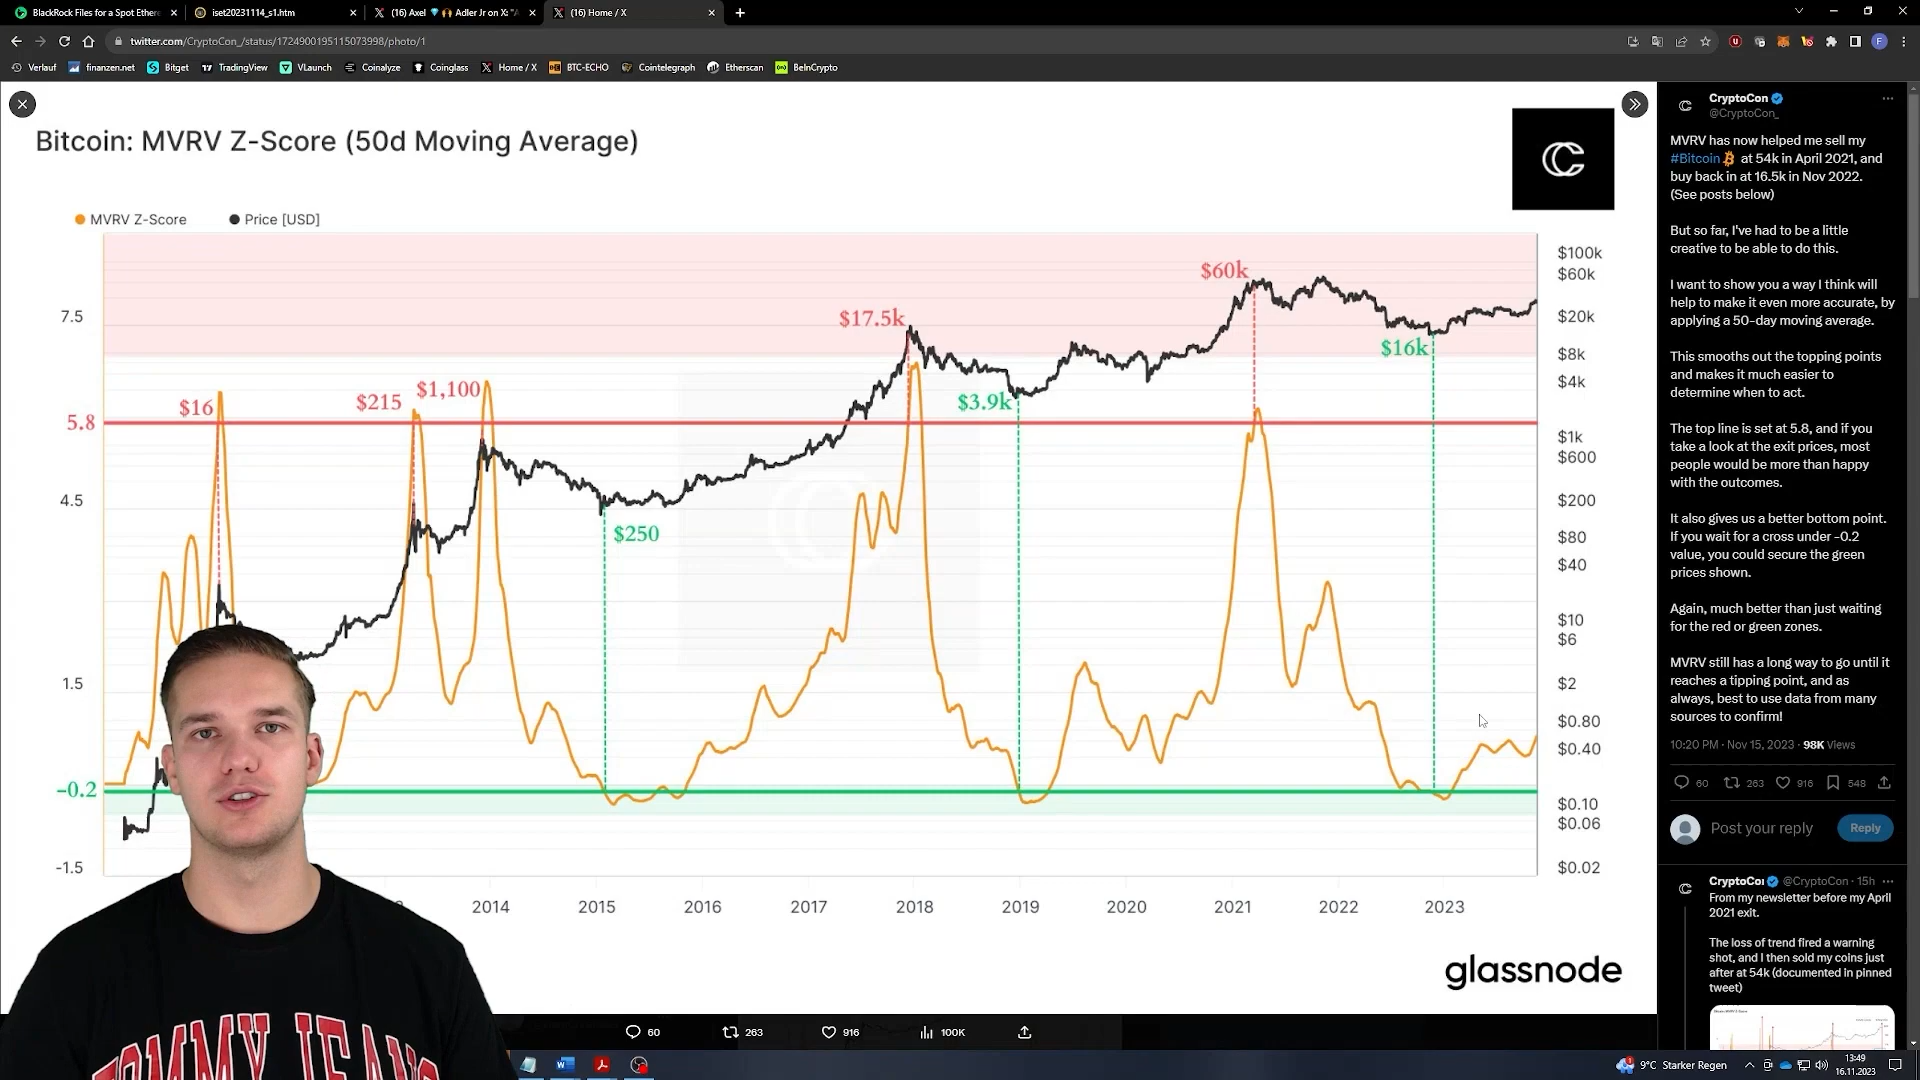 BlackRock Files for a Spot Ethere
iset20231114_s1.htm
(16) Axel 💎🙌 Adler Jr on X: "A
(16) Home / X
twitter.com/CryptoCon_/status/1724900195115073998/photo/1
Verlauf
finanzen.net
Bitget
TradingView
VLaunch
Coinalyze
Coinglass
Home / X
BTC-ECHO
Cointelegraph
Etherscan
BeInCrypto
Bitcoin: MVRV Z-Score (50d Moving Average)
MVRV Z-Score
Price [USD]
7.5
5.8
4.5
1.5
-0.2
-1.5
$16
$215
$1,100
$250
$17.5k
$3.9k
$60k
$16k
$100k
$60k
$20k
$8k
$4k
$1k
$600
$200
$80
$40
$10
$6
$2
$0.80
$0.40
$0.10
$0.06
$0.02
2014
2015
2016
2017
2018
2019
2020
2021
2022
2023
glassnode
60
263
916
100K
CryptoCon
@CryptoCon_
MVRV has now helped me sell my
#Bitcoin at 54k in April 2021, and
buy back in at 16.5k in Nov 2022.
(See posts below)
But so far, I've had to be a little
creative to be able to do this.
I want to show you a way I think will
help to make it even more accurate, by
applying a 50-day moving average.
This smooths out the topping points
and makes it much easier to
determine when to act.
The top line is set at 5.8, and if you
take a look at the exit prices, most
people would be more than happy
with the outcomes.
It also gives us a better bottom point.
If you wait for a cross under -0.2
value, you could secure the green
prices shown.
Again, much better than just waiting
for the red or green zones.
MVRV still has a long way to go until it
reaches a tipping point, and as
always, best to use data from many
sources to confirm!
10:20 PM · Nov 15, 2023 · 98K Views
60
263
916
548
Post your reply
Reply
CryptoCon @CryptoCon · 15h
From my newsletter before my April
2021 exit.
The loss of trend fired a warning
shot, and I then sold my coins just
after at 54k (documented in pinned
tweet)
TOMMY JEANS
9°C Starker Regen
13:49
16.11.2023